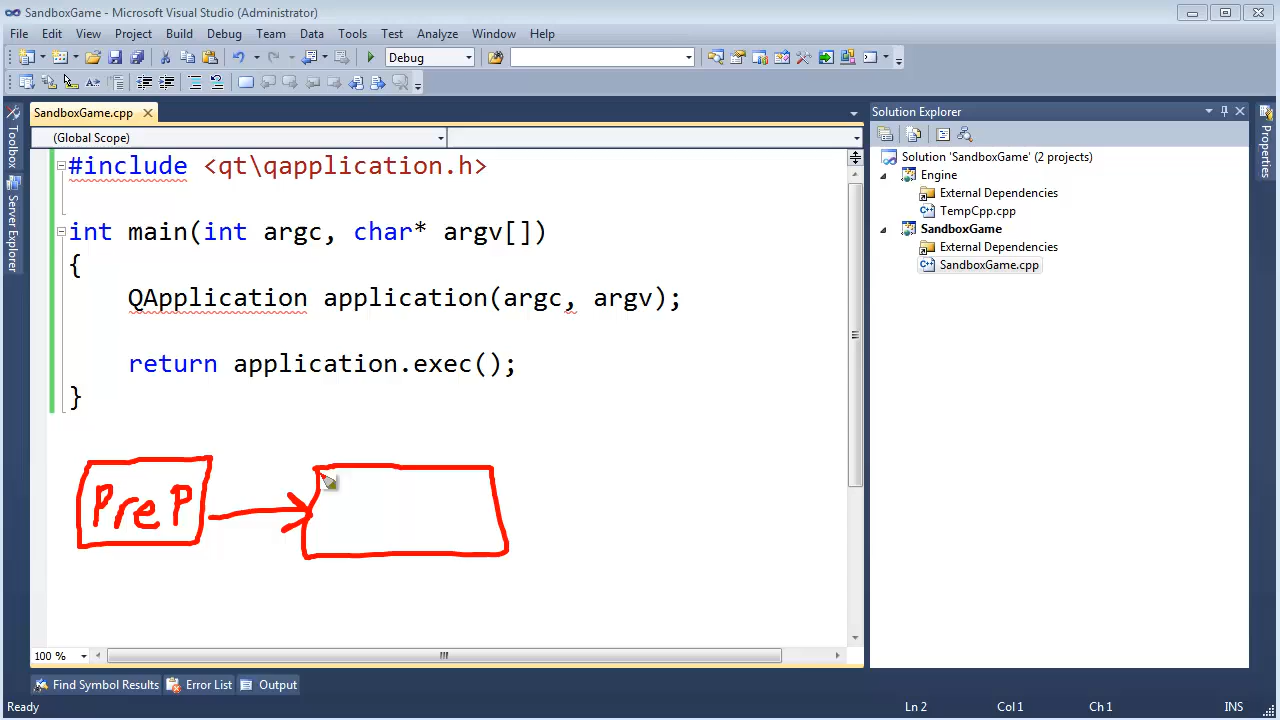 SandboxGame - Microsoft Visual Studio (Administrator)
File Edit View Project Build Debug Team Data Tools Test Analyze Window Help
Debug
SandboxGame.cpp
(Global Scope)
#include <qt\qapplication.h>
int main(int argc, char* argv[])
{
QApplication application(argc, argv);
return application.exec();
}
PreP
100 %
Toolbox
Server Explorer
Solution Explorer
Solution 'SandboxGame' (2 projects)
Engine
External Dependencies
TempCpp.cpp
SandboxGame
External Dependencies
SandboxGame.cpp
Properties
Find Symbol Results Error List Output
Ready Ln 2 Col 1 Ch 1 INS